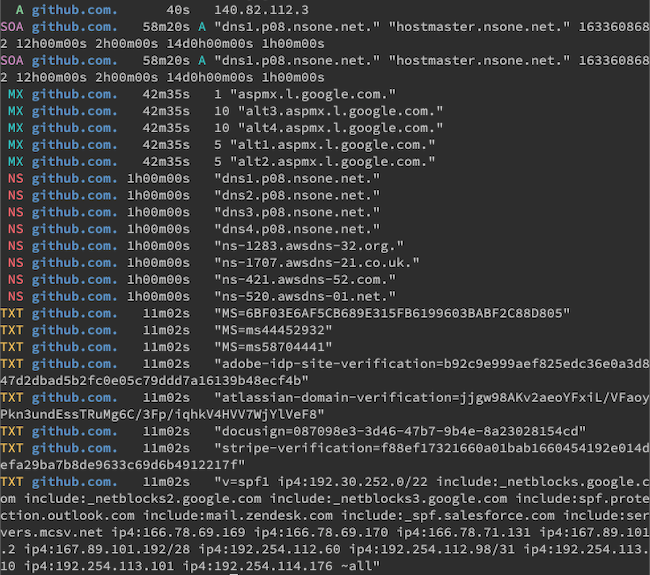 A github.com. 40s 140.82.112.3
SOA github.com. 58m20s A "dns1.p08.nsone.net." "hostmaster.nsone.net." 163360868
2 12h00m00s 2h00m00s 14d0h00m00s 1h00m00s
SOA github.com. 58m20s A "dns1.p08.nsone.net." "hostmaster.nsone.net." 163360868
2 12h00m00s 2h00m00s 14d0h00m00s 1h00m00s
MX github.com. 42m35s 1 "aspmx.l.google.com."
MX github.com. 42m35s 10 "alt3.aspmx.l.google.com."
MX github.com. 42m35s 10 "alt4.aspmx.l.google.com."
MX github.com. 42m35s 5 "alt1.aspmx.l.google.com."
MX github.com. 42m35s 5 "alt2.aspmx.l.google.com."
NS github.com. 1h00m00s "dns1.p08.nsone.net."
NS github.com. 1h00m00s "dns2.p08.nsone.net."
NS github.com. 1h00m00s "dns3.p08.nsone.net."
NS github.com. 1h00m00s "dns4.p08.nsone.net."
NS github.com. 1h00m00s "ns-1283.awsdns-32.org."
NS github.com. 1h00m00s "ns-1707.awsdns-21.co.uk."
NS github.com. 1h00m00s "ns-421.awsdns-52.com."
NS github.com. 1h00m00s "ns-520.awsdns-01.net."
TXT github.com. 11m02s "MS=6BF03E6AF5CB689E315FB6199603BABF2C88D805"
TXT github.com. 11m02s "MS=ms44452932"
TXT github.com. 11m02s "MS=ms58704441"
TXT github.com. 11m02s "adobe-idp-site-verification=b92c9e999aef825edc36e0a3d8
47d2dbad5b2fc0e05c79ddd7a16139b48ecf4b"
TXT github.com. 11m02s "atlassian-domain-verification=jjgw98AKv2aeoYFxiL/VFaoy
Pkn3undEssTRuMg6C/3Fp/iqhkV4HVV7WjYlVeF8"
TXT github.com. 11m02s "docusign=087098e3-3d46-47b7-9b4e-8a23028154cd"
TXT github.com. 11m02s "stripe-verification=f88ef17321660a01bab1660454192e014d
efa29ba7b8de9633c69d6b4912217f"
TXT github.com. 11m02s "v=spf1 ip4:192.30.252.0/22 include:_netblocks.google.c
om include:_netblocks2.google.com include:_netblocks3.google.com include:spf.prote
ction.outlook.com include:mail.zendesk.com include:_spf.salesforce.com include:ser
vers.mcsv.net ip4:166.78.69.169 ip4:166.78.69.170 ip4:166.78.71.131 ip4:167.89.101
.2 ip4:167.89.101.192/28 ip4:192.254.112.60 ip4:192.254.112.98/31 ip4:192.254.113.
10 ip4:192.254.113.101 ip4:192.254.114.176 ~all"